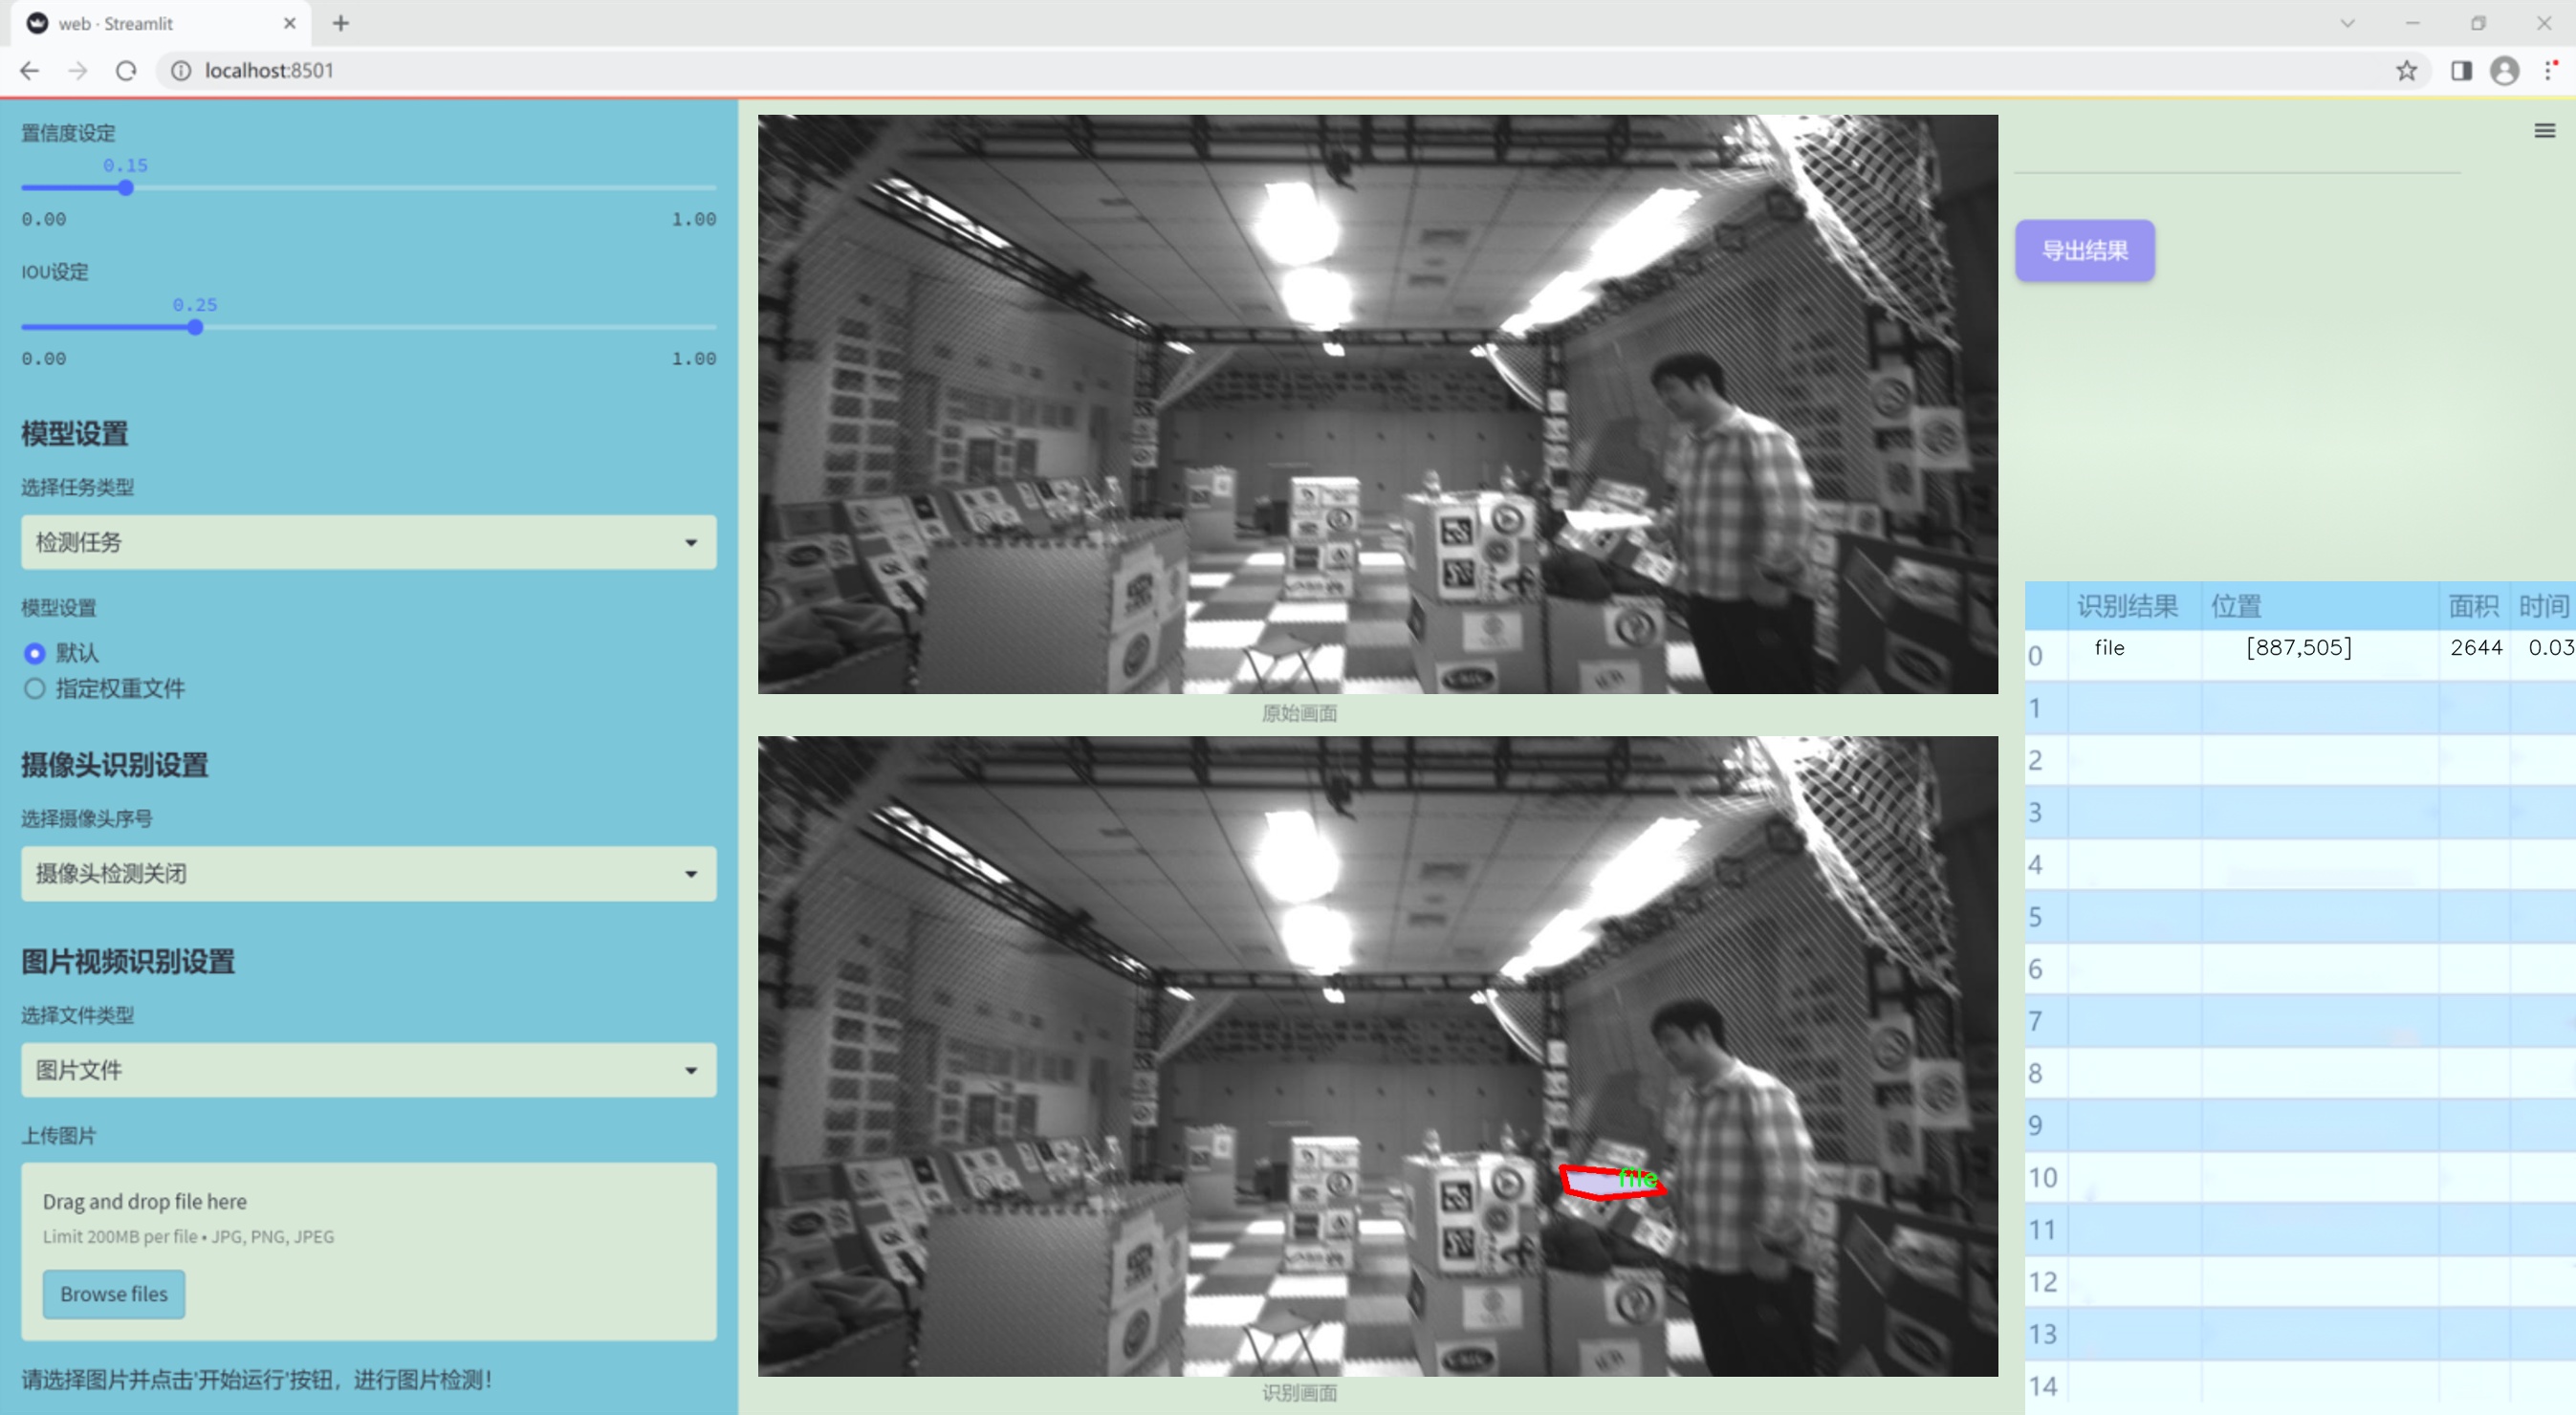 web · Streamlit
localhost:8501
置信度设定
0.15
0.00 1.00
IOU设定
0.25
0.00 1.00
模型设置
选择任务类型
检测任务
模型设置
默认
指定权重文件
摄像头识别设置
选择摄像头序号
摄像头检测关闭
图片视频识别设置
选择文件类型
图片文件
上传图片
Drag and drop file here
Limit 200MB per file • JPG, PNG, JPEG
Browse files
请选择图片并点击'开始运行'按钮，进行图片检测！
原始画面
file
识别画面
导出结果
识别结果 位置 面积 时间
0 file [887,505] 2644 0.03
1
2
3
4
5
6
7
8
9
10
11
12
13
14